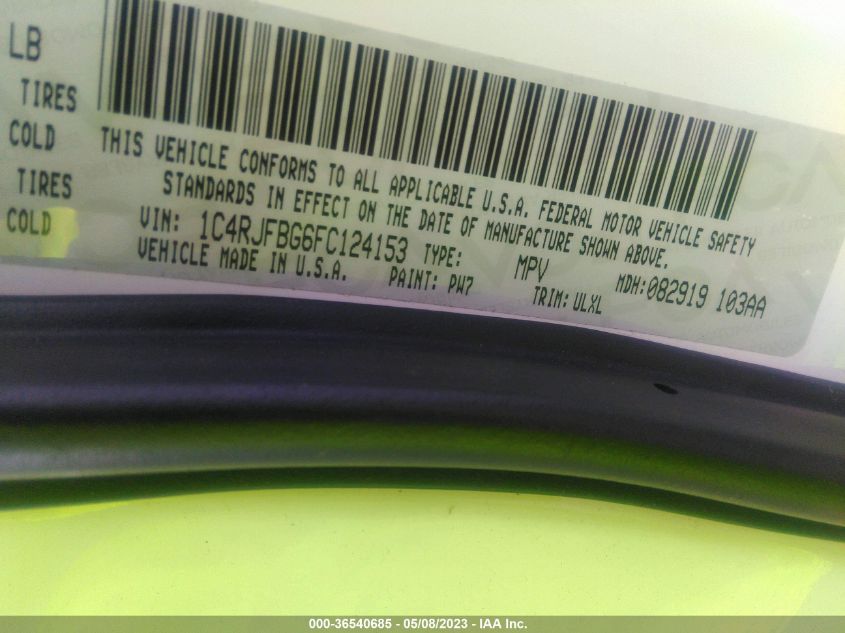 LB
TIRES
COLD
TIRES
COLD
THIS VEHICLE CONFORMS TO ALL APPLICABLE U.S.A. FEDERAL MOTOR VEHICLE SAFETY
STANDARDS IN EFFECT ON THE DATE OF MANUFACTURE SHOWN ABOVE.
VIN: 1C4RJFBG6FC124153 TYPE: MPV MDH:082919 103AA
VEHICLE MADE IN U.S.A. PAINT: PW7 TRIM: ULXL
000-36540685 - 05/08/2023 - IAA Inc.